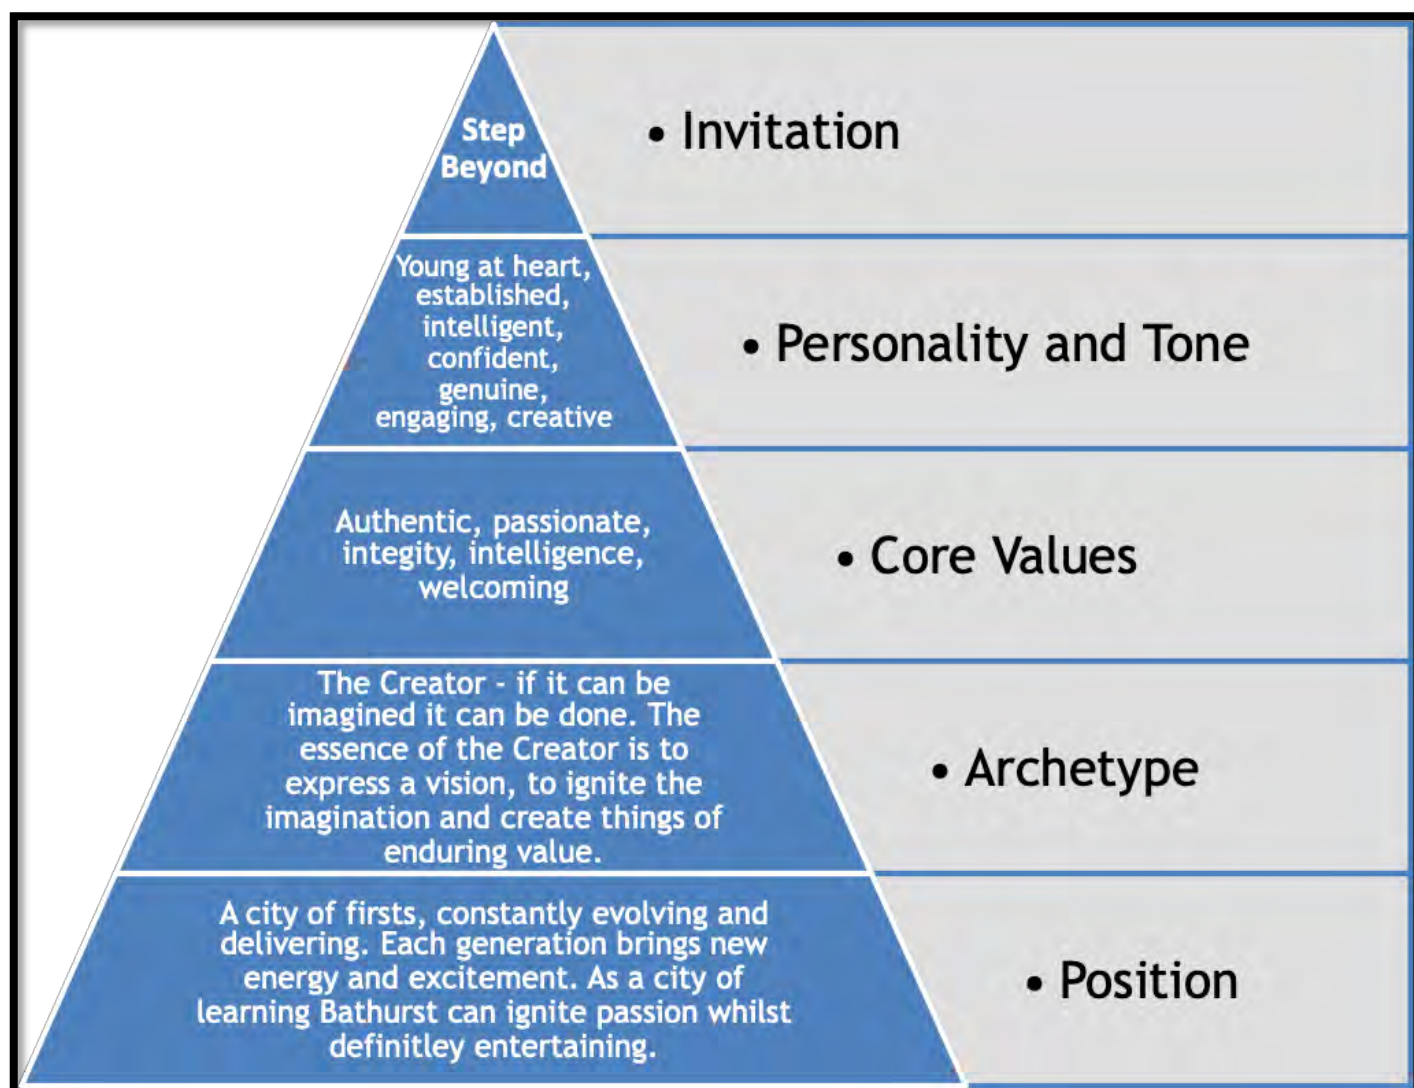 Step
Beyond
• Invitation
Young at heart,
established,
intelligent,
confident,
genuine,
engaging, creative
• Personality and Tone
Authentic, passionate,
integity, intelligence,
welcoming
• Core Values
The Creator - if it can be
imagined it can be done. The
essence of the Creator is to
express a vision, to ignite the
imagination and create things of
enduring value.
• Archetype
A city of firsts, constantly evolving and
delivering. Each generation brings new
energy and excitement. As a city of
learning Bathurst can ignite passion whilst
definitley entertaining.
• Position